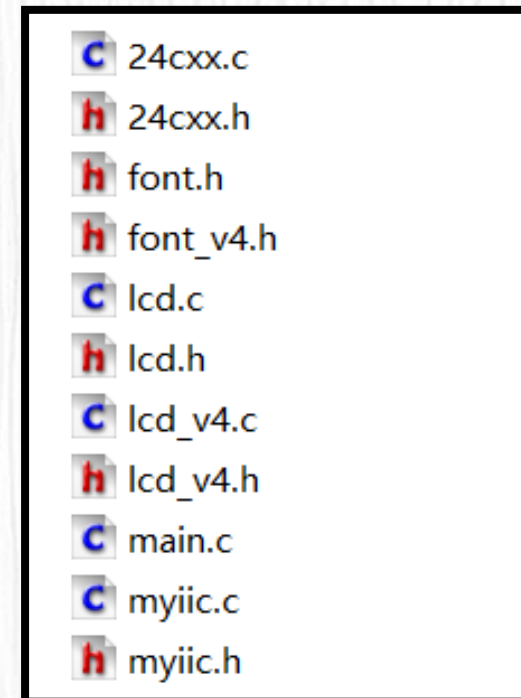 24cxx.c
24cxx.h
font.h
font_v4.h
lcd.c
lcd.h
lcd_v4.c
lcd_v4.h
main.c
myiic.c
myiic.h